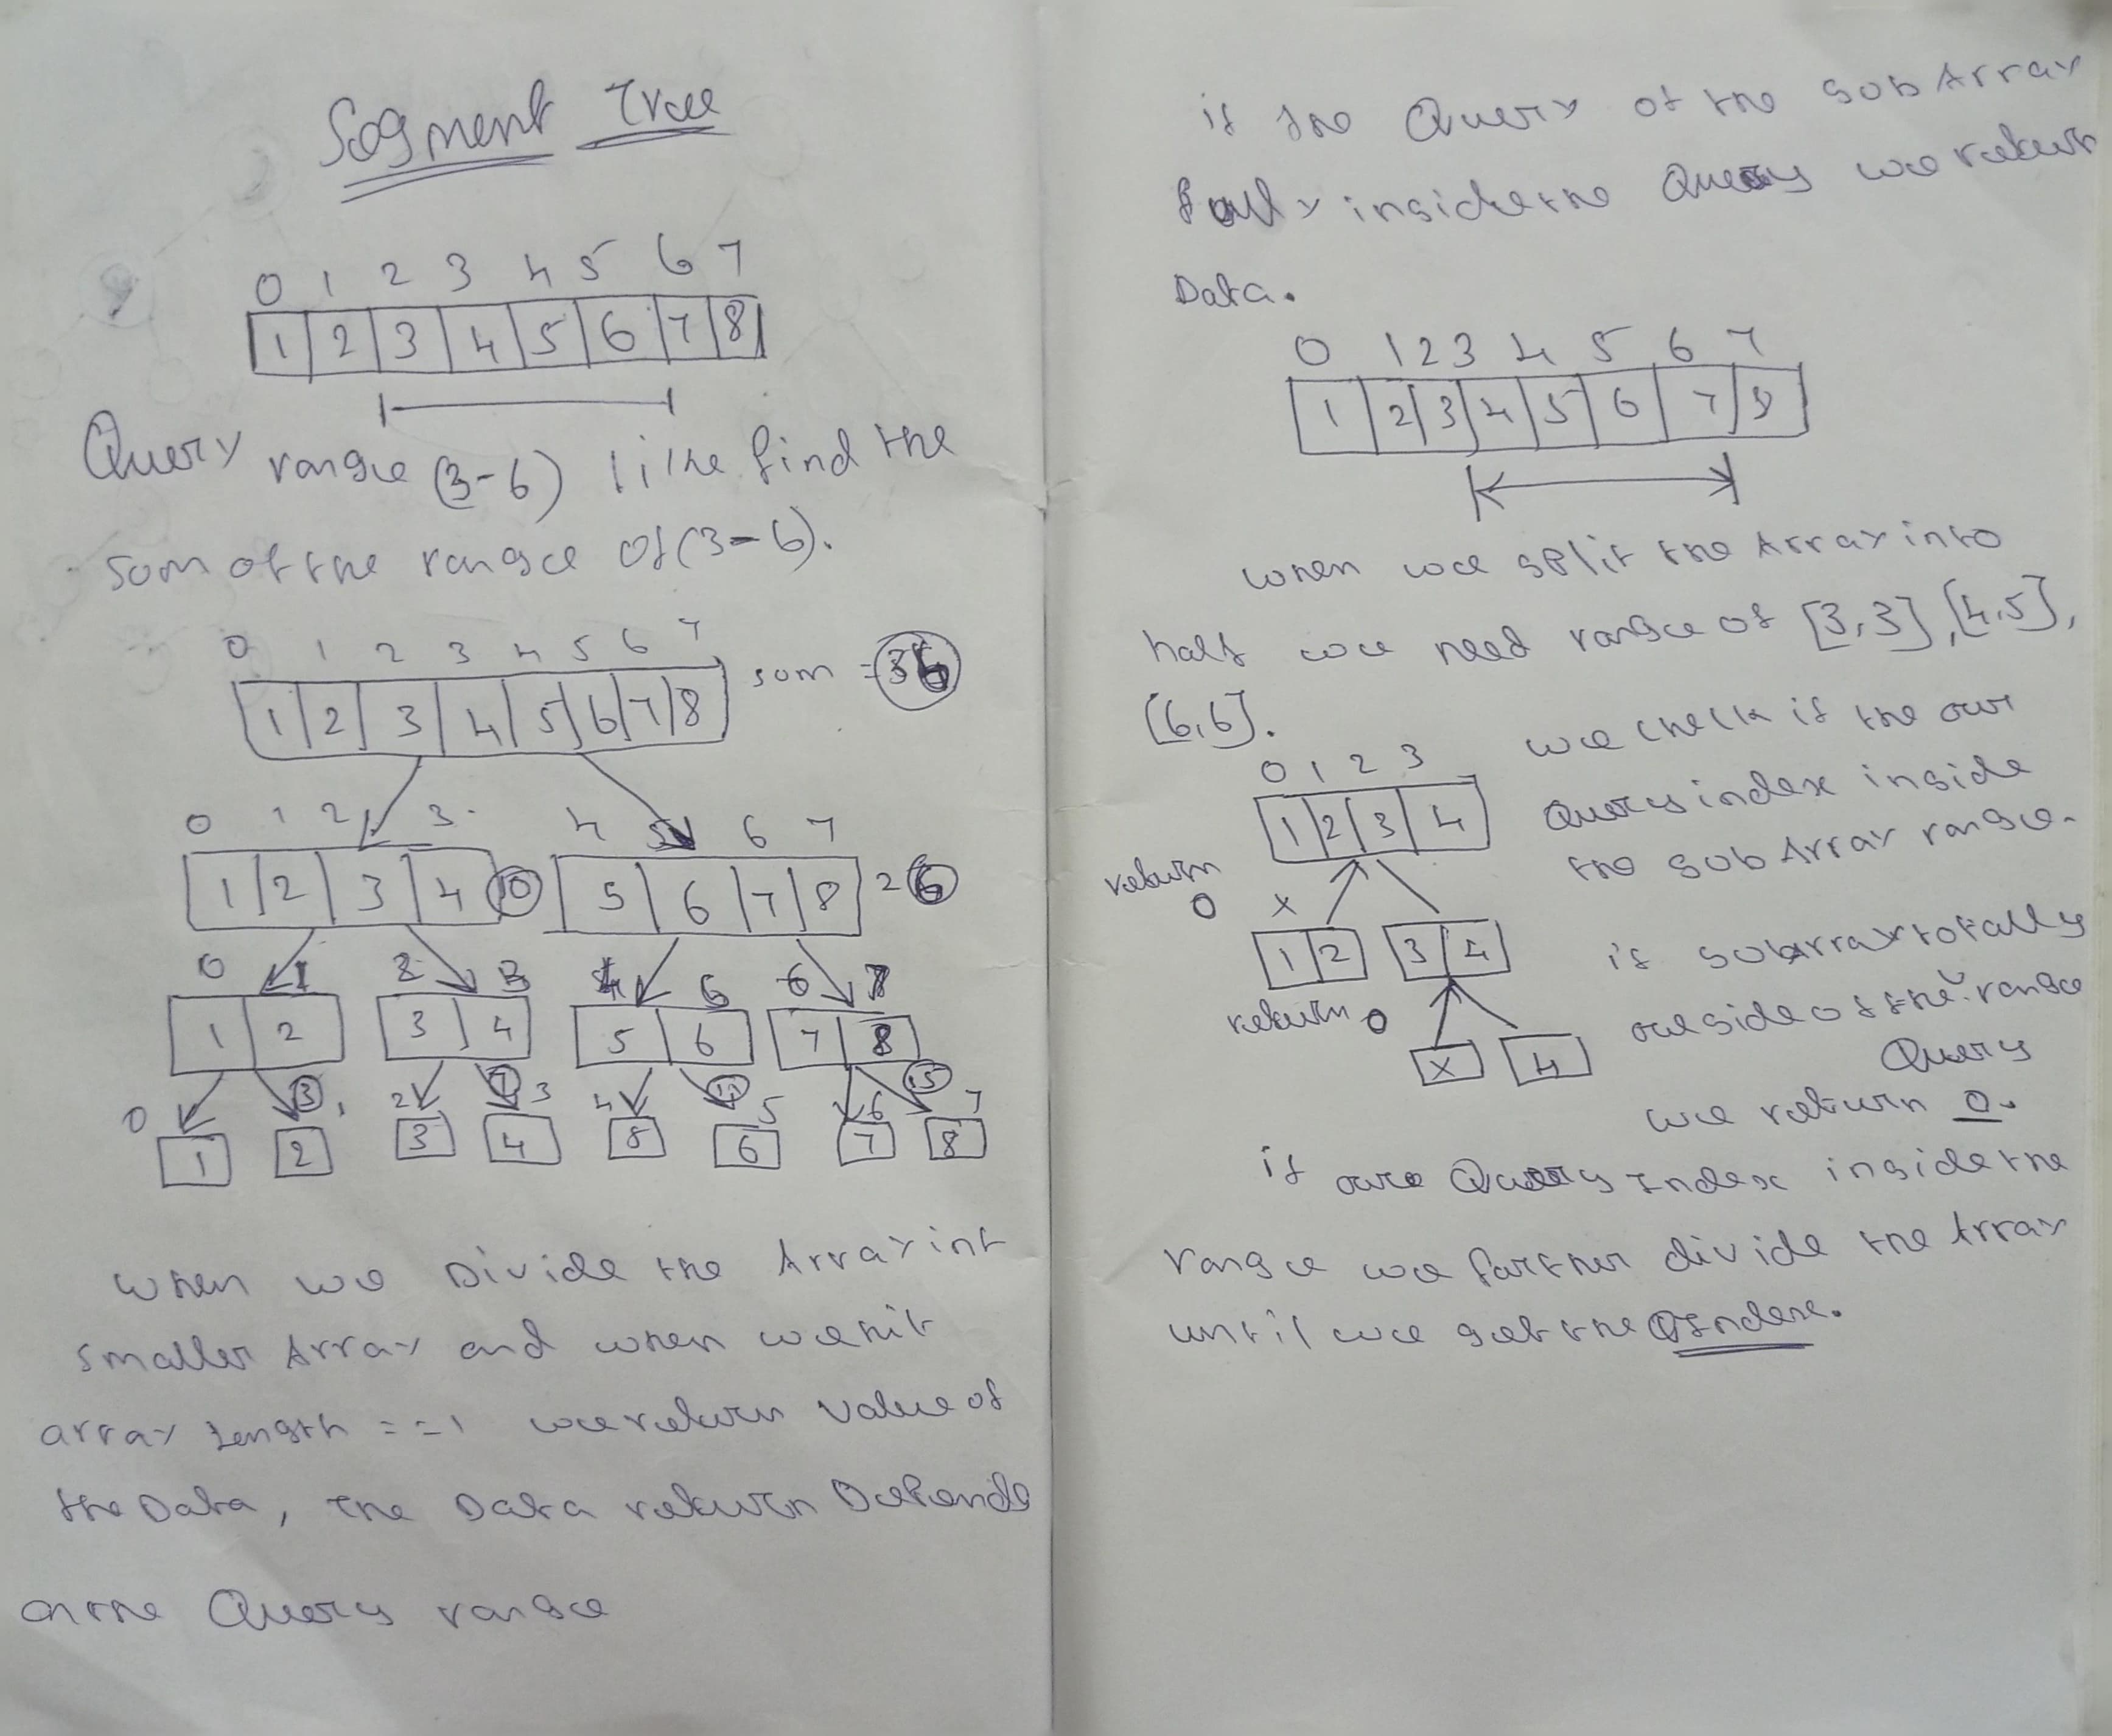 Segment Tree
0 1 2 3 4 5 6 7
1 2 3 4 5 6 7 8
Query range (3-6) like find the
sum of the range of (3-6).
0 1 2 3 4 5 6 7
1 2 3 4 5 6 7 8 sum = 36
0 1 2 3 4 5 6 7
1 2 3 4 10 5 6 7 8 26
0 1 2 3 4 5 6 7
1 2 3 4 5 6 7 8
0 3 1 2 7 3 4 11 5 6 15 7
1 2 3 4 5 6 7 8
when we Divide the Array int
smaller Array and when we hit
array Length == 1 we return value of
the Data, The Data return Depends
on the Query range
if the Query of the sub Array
fully inside the Query we return
Data.
0 1 2 3 4 5 6 7
1 2 3 4 5 6 7 8
when we split the Array into
half we need range of [3,3], [4,5],
[6,6].
we check if the our
Query index inside
the sub Array range.
0 1 2 3
1 2 3 4
return
0 x
1 2 3 4
return 0
x 4
if subarray totally
outside of the range
Query
we return 0.
if our Query Index inside the
range we further divide the Array
until we get the QIndex.